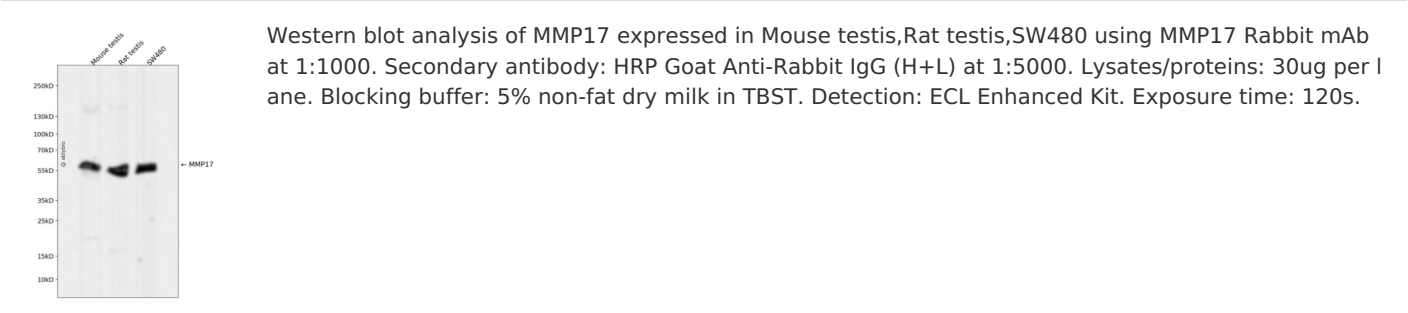 Mouse testis
Rat testis
SW480
250kD
130kD
100kD
70kD
55kD
35kD
25kD
15kD
10kD
← MMP17
Western blot analysis of MMP17 expressed in Mouse testis,Rat testis,SW480 using MMP17 Rabbit mAb
at 1:1000. Secondary antibody: HRP Goat Anti-Rabbit IgG (H+L) at 1:5000. Lysates/proteins: 30ug per l
ane. Blocking buffer: 5% non-fat dry milk in TBST. Detection: ECL Enhanced Kit. Exposure time: 120s.